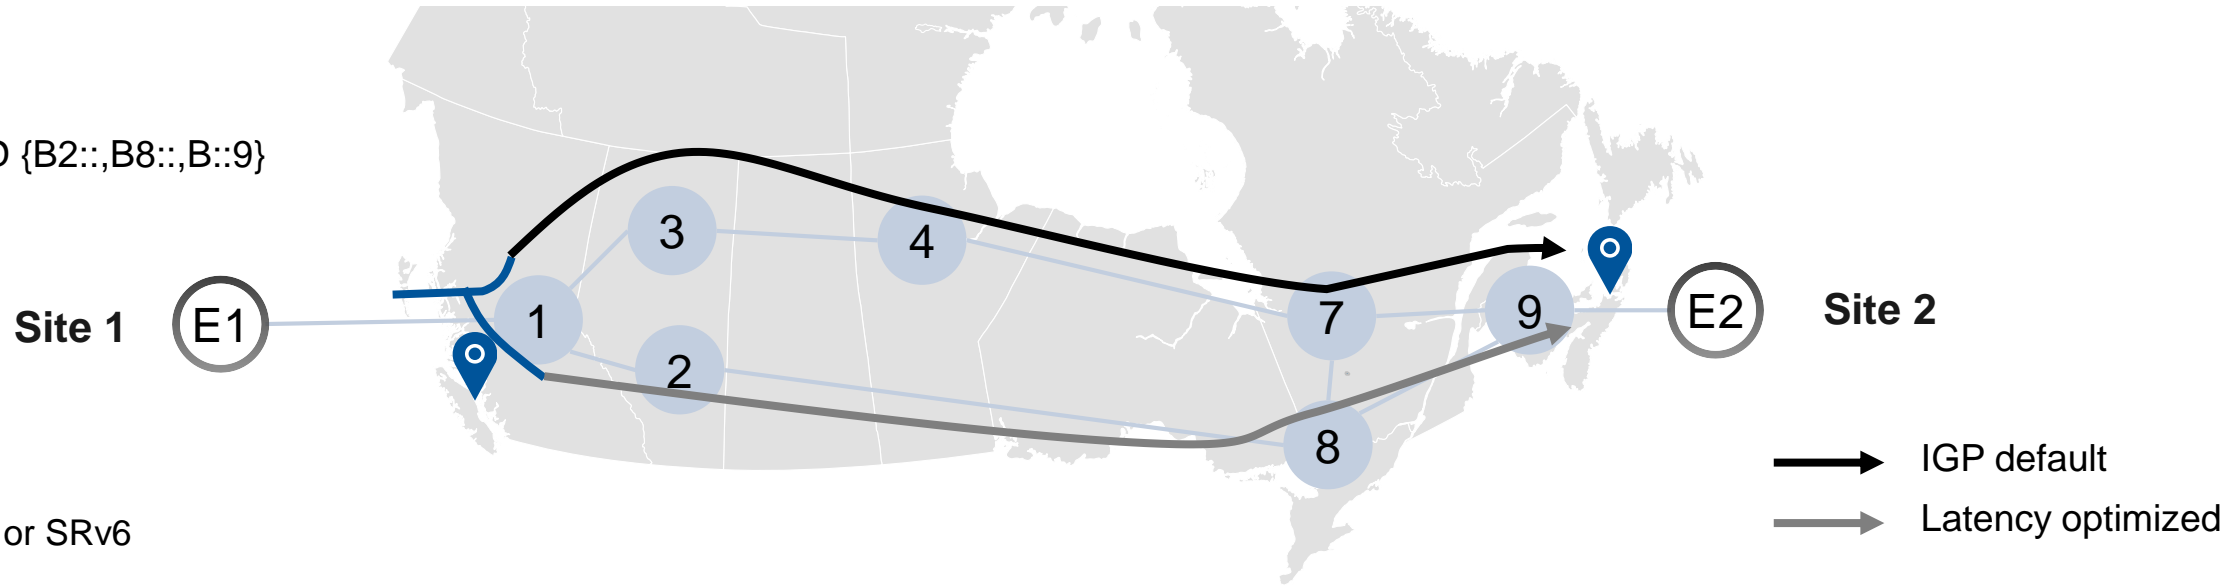 {B2::,B8::,B::9}
3
4
E1
1
2
7
9
E2
8
Site 1
Site 2
IGP default
Latency optimized
or SRv6